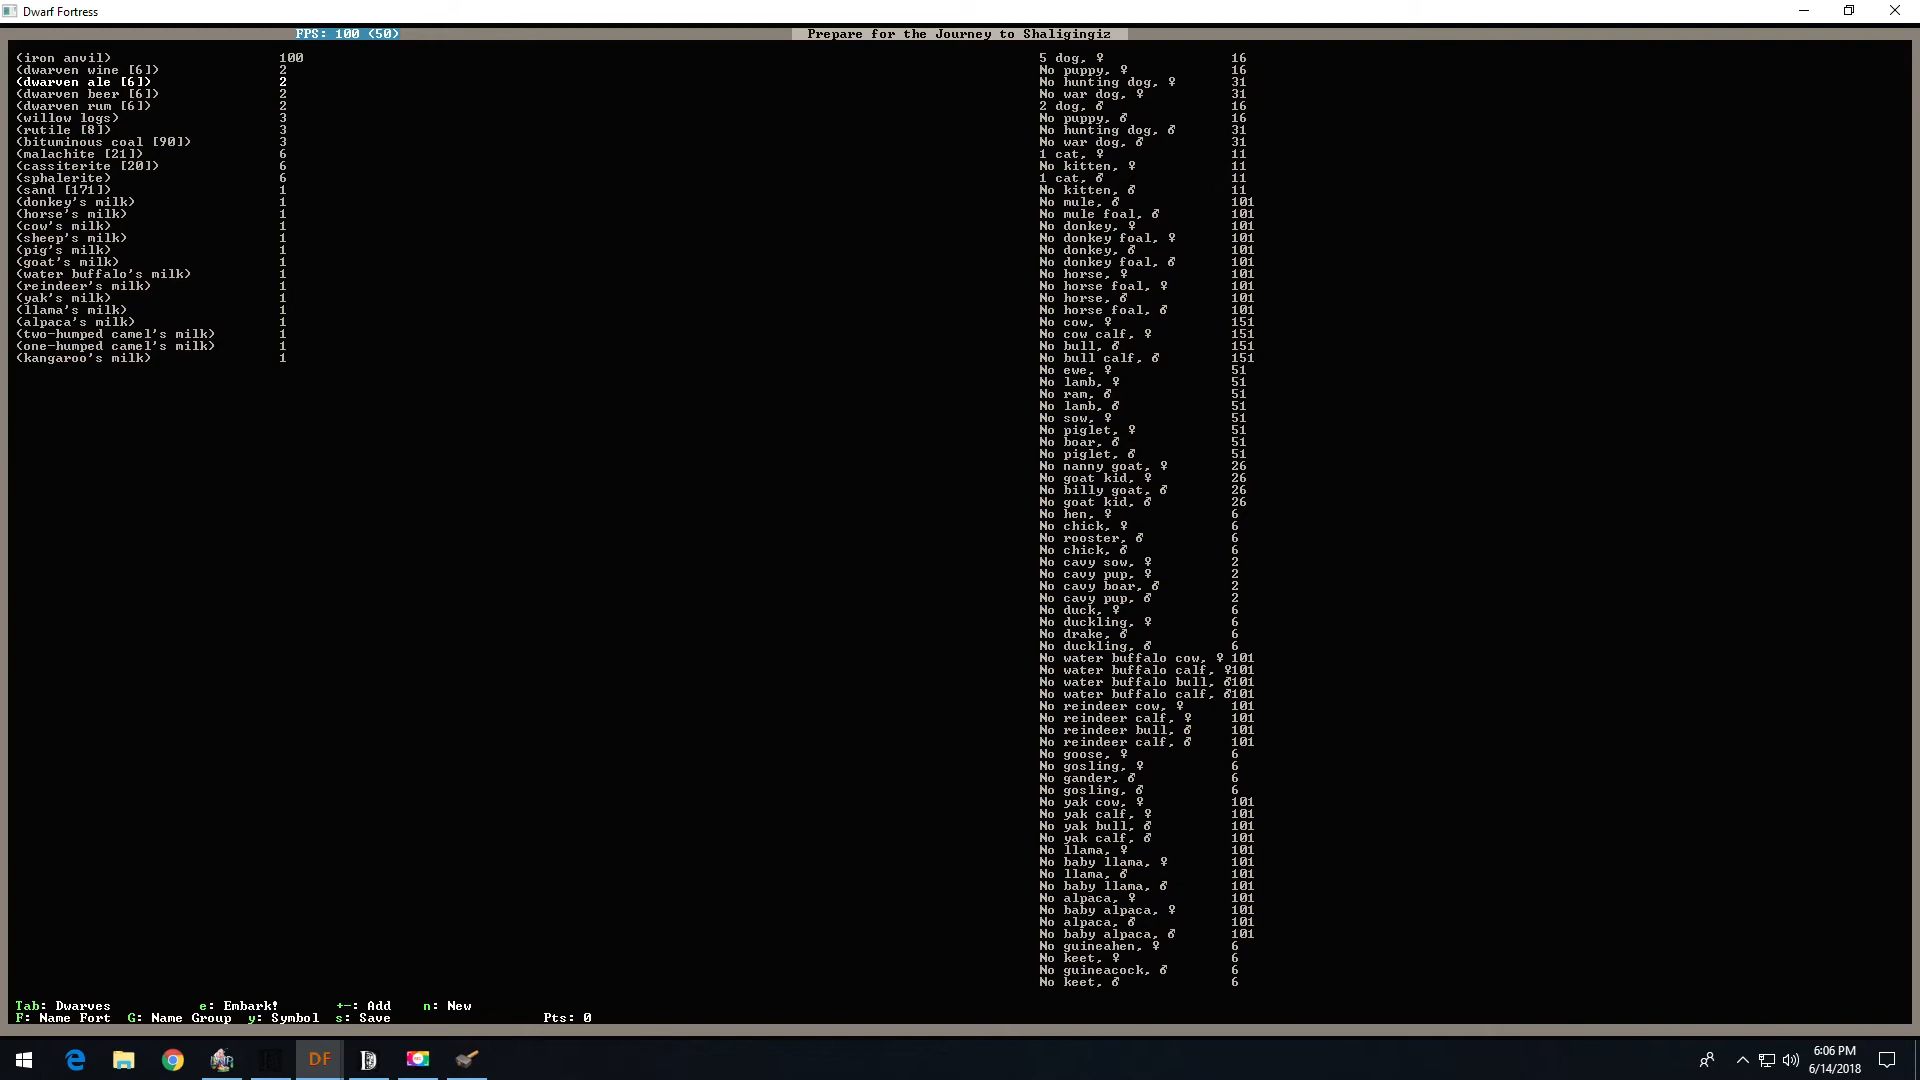 Dwarf Fortress
FPS: 100 (50)
Prepare for the Journey to Shaligingiz
(iron anvil) 100
(dwarven wine [6]) 2
(dwarven ale [6]) 2
(dwarven beer [6]) 2
(dwarven rum [6]) 2
(willow logs) 3
(rutile [8]) 3
(bituminous coal [90]) 3
(malachite [21]) 6
(cassiterite [20]) 6
(sphalerite) 6
(sand [171]) 1
(donkey's milk) 1
(horse's milk) 1
(cow's milk) 1
(sheep's milk) 1
(pig's milk) 1
(goat's milk) 1
(water buffalo's milk) 1
(reindeer's milk) 1
(yak's milk) 1
(llama's milk) 1
(alpaca's milk) 1
(two-humped camel's milk) 1
(one-humped camel's milk) 1
(kangaroo's milk) 1
5 dog, ♀ 16
No puppy, ♀ 16
No hunting dog, ♀ 31
No war dog, ♀ 31
2 dog, ♂ 16
No puppy, ♂ 16
No hunting dog, ♂ 31
No war dog, ♂ 31
1 cat, ♀ 11
No kitten, ♀ 11
1 cat, ♂ 11
No kitten, ♂ 11
No mule, ♂ 101
No mule foal, ♂ 101
No donkey, ♀ 101
No donkey foal, ♀ 101
No donkey, ♂ 101
No donkey foal, ♂ 101
No horse, ♀ 101
No horse foal, ♀ 101
No horse, ♂ 101
No horse foal, ♂ 101
No cow, ♀ 151
No cow calf, ♀ 151
No bull, ♂ 151
No bull calf, ♂ 151
No ewe, ♀ 51
No lamb, ♀ 51
No ram, ♂ 51
No lamb, ♂ 51
No sow, ♀ 51
No piglet, ♀ 51
No boar, ♂ 51
No piglet, ♂ 51
No nanny goat, ♀ 26
No goat kid, ♀ 26
No billy goat, ♂ 26
No goat kid, ♂ 26
No hen, ♀ 6
No chick, ♀ 6
No rooster, ♂ 6
No chick, ♂ 6
No cavy sow, ♀ 2
No cavy pup, ♀ 2
No cavy boar, ♂ 2
No cavy pup, ♂ 2
No duck, ♀ 6
No duckling, ♀ 6
No drake, ♂ 6
No duckling, ♂ 6
No water buffalo cow, ♀ 101
No water buffalo calf, ♀101
No water buffalo bull, ♂101
No water buffalo calf, ♂101
No reindeer cow, ♀ 101
No reindeer calf, ♀ 101
No reindeer bull, ♂ 101
No reindeer calf, ♂ 101
No goose, ♀ 6
No gosling, ♀ 6
No gander, ♂ 6
No gosling, ♂ 6
No yak cow, ♀ 101
No yak calf, ♀ 101
No yak bull, ♂ 101
No yak calf, ♂ 101
No llama, ♀ 101
No baby llama, ♀ 101
No llama, ♂ 101
No baby llama, ♂ 101
No alpaca, ♀ 101
No baby alpaca, ♀ 101
No alpaca, ♂ 101
No baby alpaca, ♂ 101
No guineahen, ♀ 6
No keet, ♀ 6
No guineacock, ♂ 6
No keet, ♂ 6
Tab: Dwarves e: Embark! +-: Add n: New
F: Name Fort G: Name Group y: Symbol s: Save Pts: 0
DF
6:06 PM
6/14/2018